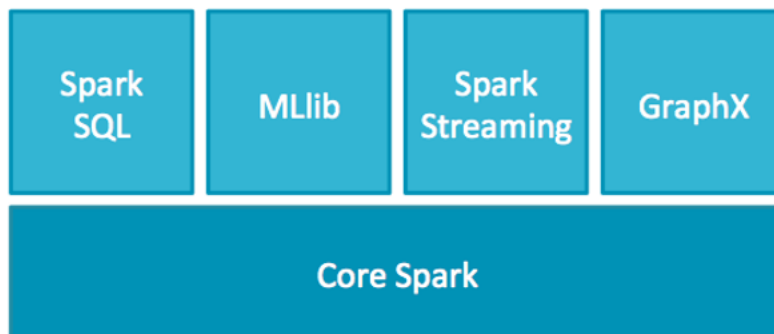 Spark
SQL
MLlib
Spark
Streaming
GraphX
Core Spark